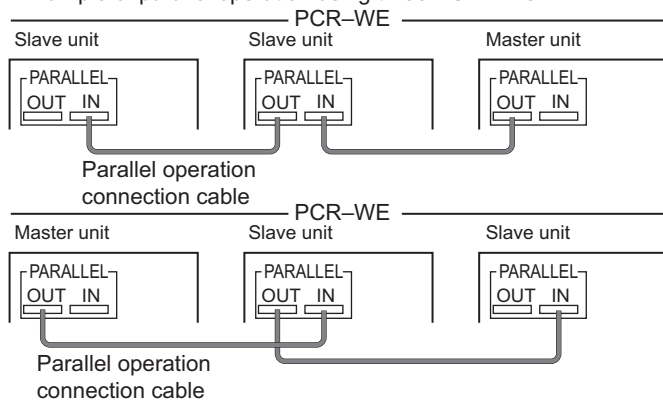 PCR–WE
Slave unit Slave unit Master unit
PARALLEL PARALLEL PARALLEL
OUT IN OUT IN OUT IN
Parallel operation
connection cable
PCR–WE
Master unit Slave unit Slave unit
PARALLEL PARALLEL PARALLEL
OUT IN OUT IN OUT IN
Parallel operation
connection cable